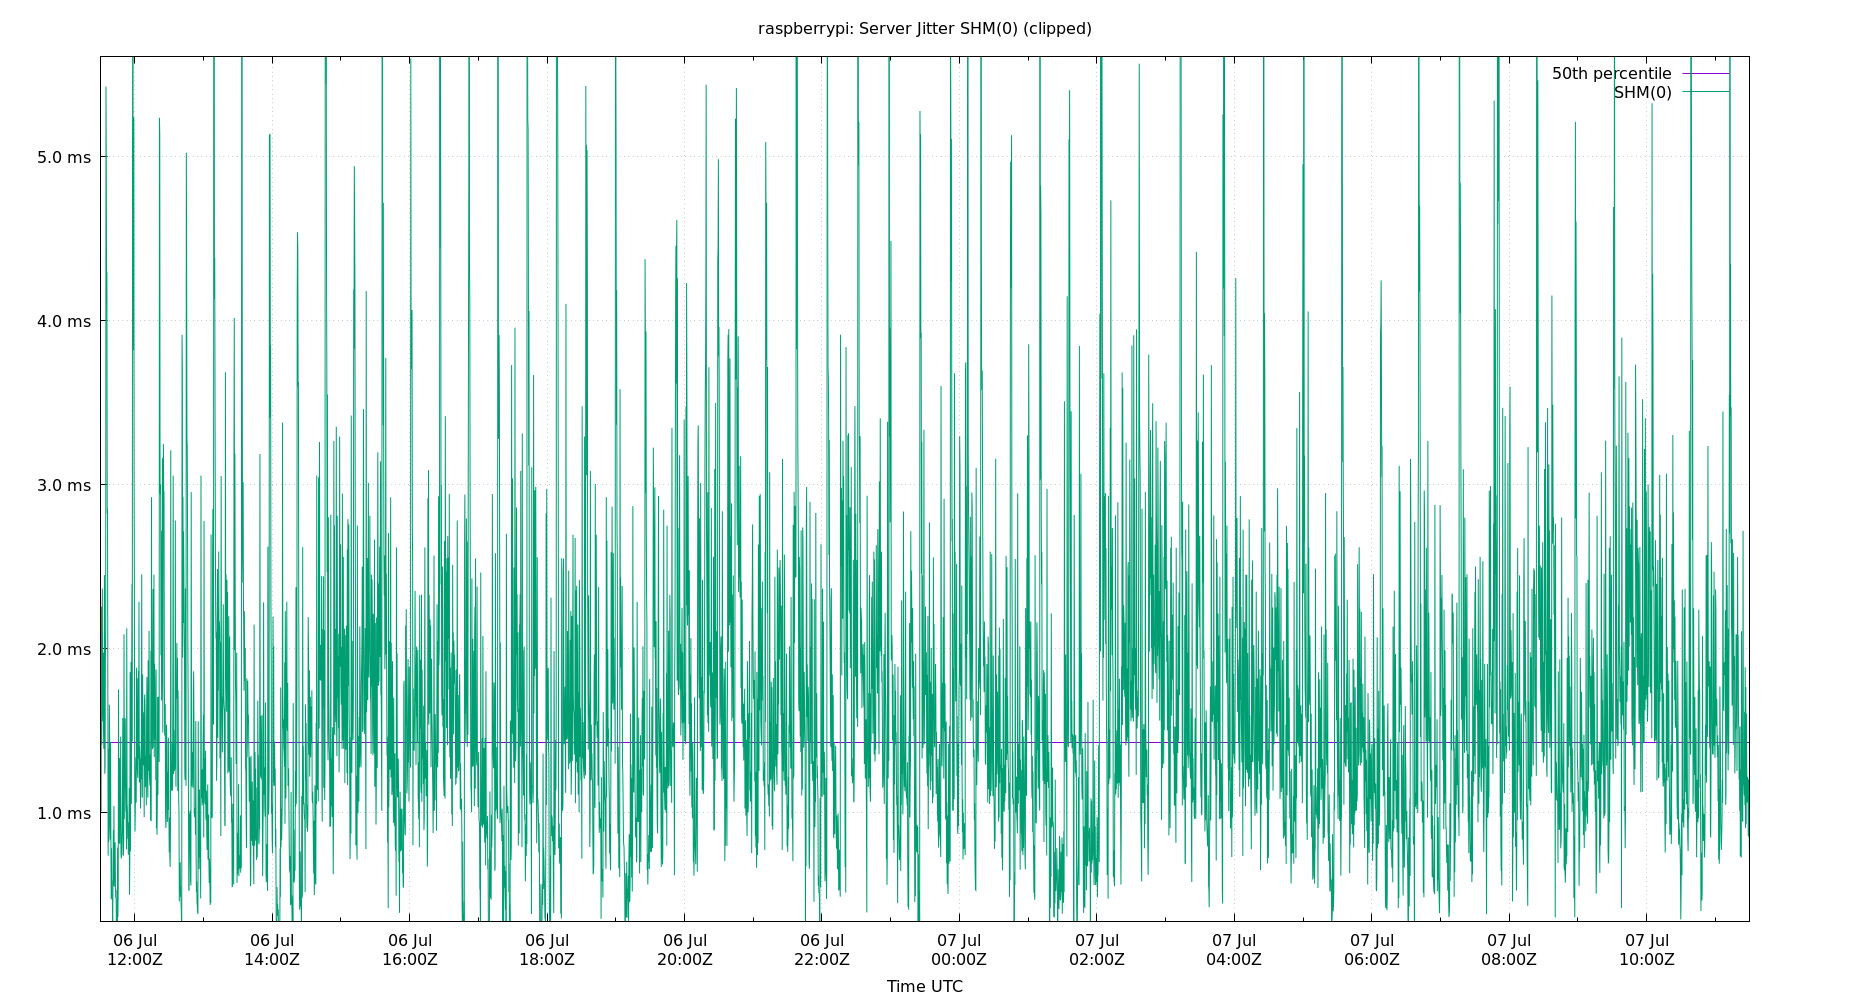 raspberrypi: Server Jitter SHM(0) (clipped)
50th percentile
SHM(0)
5.0 ms
4.0 ms
3.0 ms
2.0 ms
1.0 ms
06 Jul 06 Jul 06 Jul 06 Jul 06 Jul 06 Jul 07 Jul 07 Jul 07 Jul 07 Jul 07 Jul 07 Jul
12:00Z 14:00Z 16:00Z 18:00Z 20:00Z 22:00Z 00:00Z 02:00Z 04:00Z 06:00Z 08:00Z 10:00Z
Time UTC